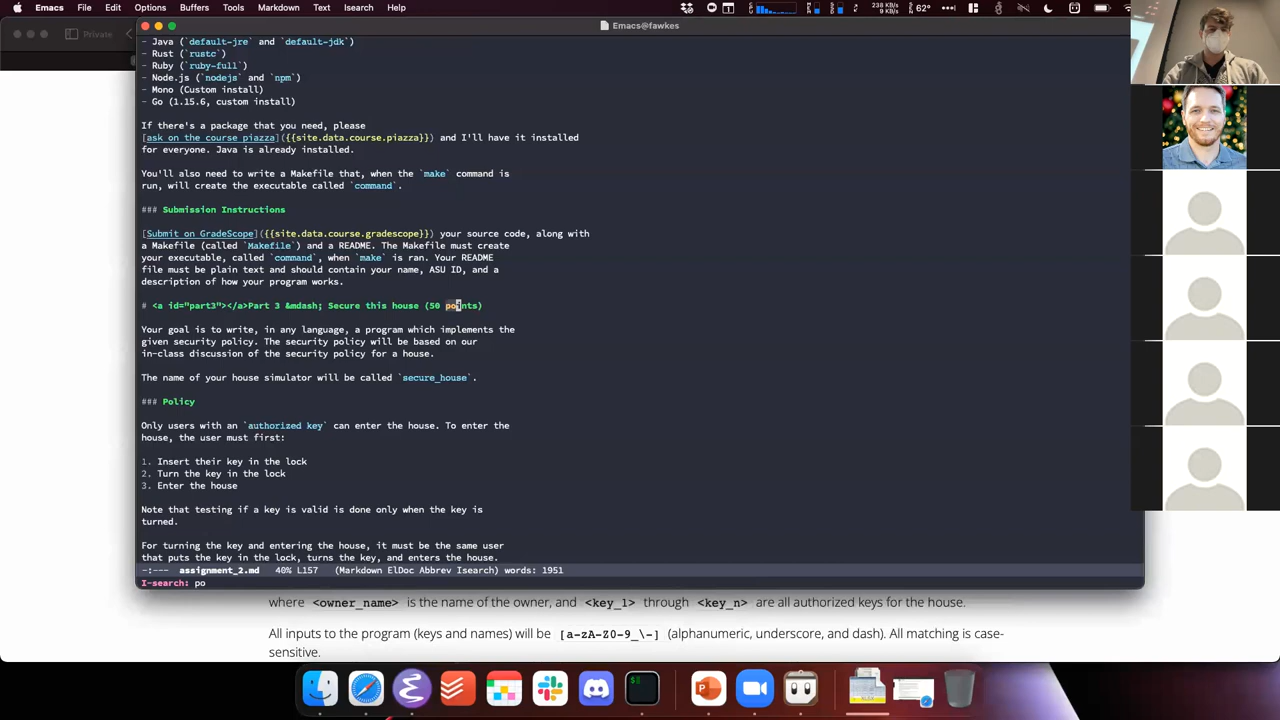 Emacs File Edit Options Buffers Tools Markdown Text Isearch Help
238 KB/s
62°
Private
Emacs@fawkes
- Java (`default-jre` and `default-jdk`)
- Rust (`rustc`)
- Ruby (`ruby-full`)
- Node.js (`nodejs` and `npm`)
- Mono (Custom install)
- Go (1.15.6, custom install)
If there's a package that you need, please
[ask on the course piazza]({{site.data.course.piazza}}) and I'll have it installed
for everyone. Java is already installed.
You'll also need to write a Makefile that, when the `make` command is
run, will create the executable called `command`.
### Submission Instructions
[Submit on GradeScope]({{site.data.course.gradescope}}) your source code, along with
a Makefile (called `Makefile`) and a README. The Makefile must create
your executable, called `command`, when `make` is ran. Your README
file must be plain text and should contain your name, ASU ID, and a
description of how your program works.
# <a id="part3"></a>Part 3 &mdash; Secure this house (50 points)
Your goal is to write, in any language, a program which implements the
given security policy. The security policy will be based on our
in-class discussion of the security policy for a house.
The name of your house simulator will be called `secure_house`.
### Policy
Only users with an `authorized key` can enter the house. To enter the
house, the user must first:
1. Insert their key in the lock
2. Turn the key in the lock
3. Enter the house
Note that testing if a key is valid is done only when the key is
turned.
For turning the key and entering the house, it must be the same user
that puts the key in the lock, turns the key, and enters the house.
-:--- assignment_2.md 40% L157 (Markdown ElDoc Abbrev Isearch) words: 1951
I-search: po
where <owner_name> is the name of the owner, and <key_1> through <key_n> are all authorized keys for the house.
All inputs to the program (keys and names) will be [a-zA-Z0-9_\-] (alphanumeric, underscore, and dash). All matching is case-
sensitive.